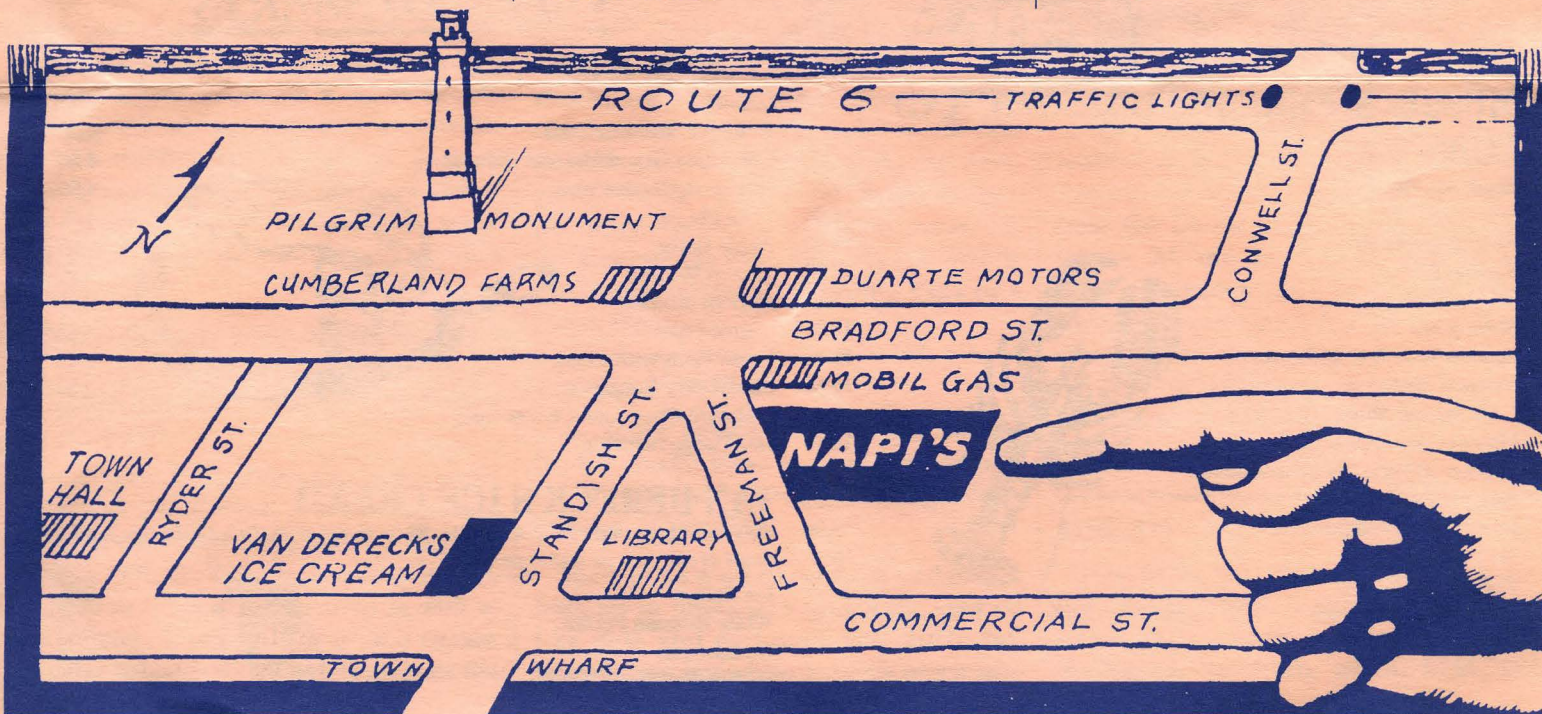 ROUTE 6 TRAFFIC LIGHTS
N
PILGRIM MONUMENT
CONWELL ST.
CUMBERLAND FARMS
DUARTE MOTORS
BRADFORD ST.
MOBIL GAS
NAPI'S
TOWN
HALL
RYDER ST.
VAN DERECK'S
ICE CREAM
STANDISH ST.
LIBRARY
FREEMAN ST.
COMMERCIAL ST.
TOWN WHARF